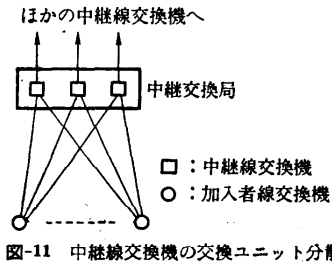 ほかの中継線交換機へ
中継交換局
□：中継線交換機
○：加入者線交換機
図-11 中継線交換機の交換ユニット分